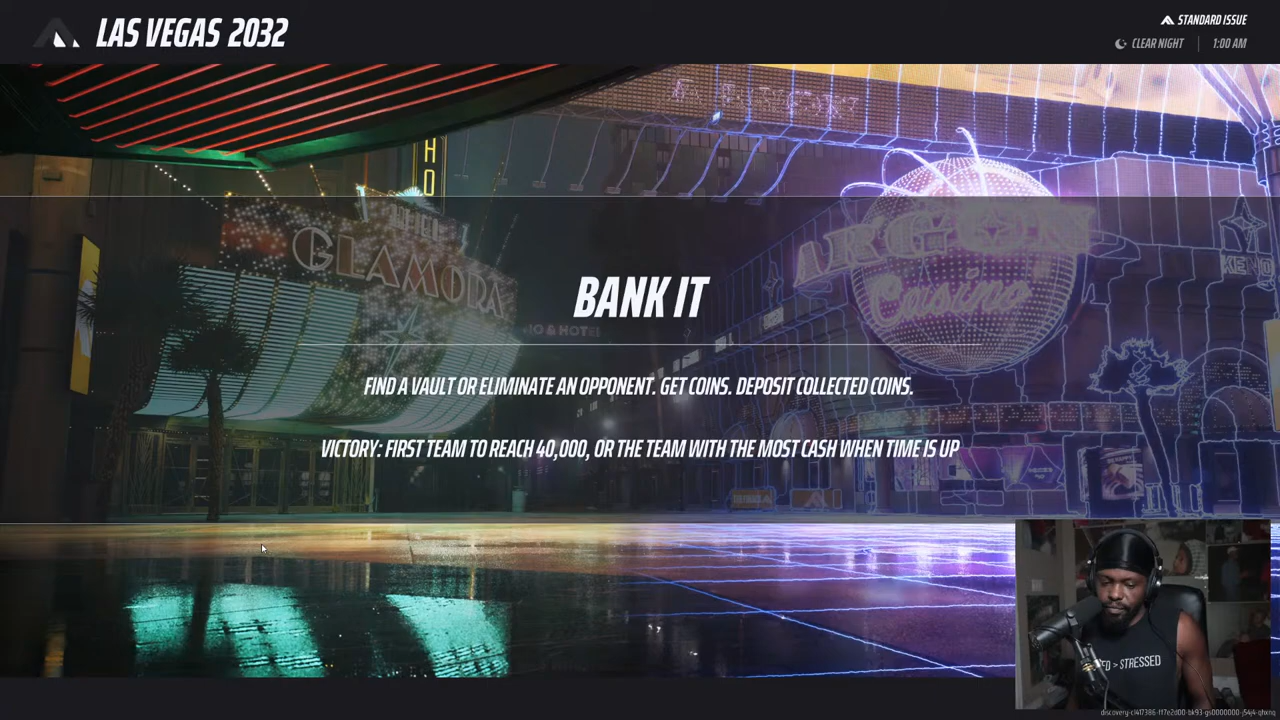 LAS VEGAS 2032
STANDARD ISSUE
CLEAR NIGHT | 1:00 AM
HO
GLAMORA
ARGON
Casino
KENO
BANK IT
FIND A VAULT OR ELIMINATE AN OPPONENT. GET COINS. DEPOSIT COLLECTED COINS.
VICTORY: FIRST TEAM TO REACH 40,000, OR THE TEAM WITH THE MOST CASH WHEN TIME IS UP
> STRESSED